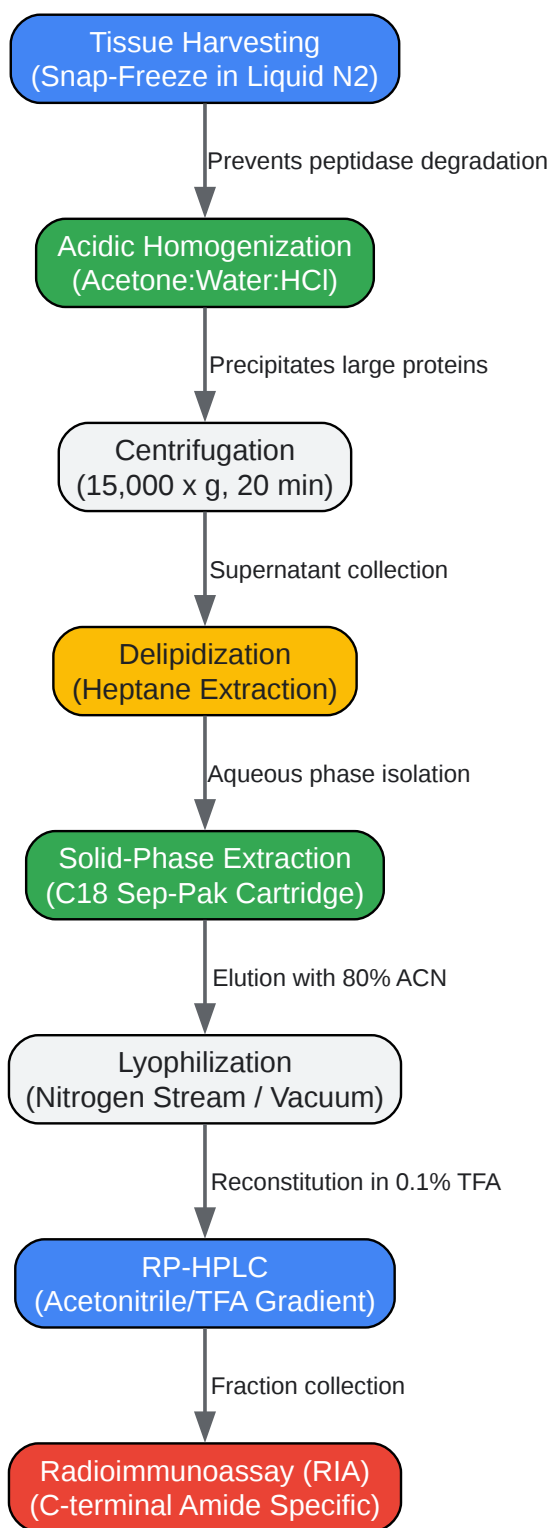 Tissue Harvesting
(Snap-Freeze in Liquid N2)
Prevents peptidase degradation
Acidic Homogenization
(Acetone:Water:HCl)
Precipitates large proteins
Centrifugation
(15,000 x g, 20 min)
Supernatant collection
Delipidization
(Heptane Extraction)
Aqueous phase isolation
Solid-Phase Extraction
(C18 Sep-Pak Cartridge)
Elution with 80% ACN
Lyophilization
(Nitrogen Stream / Vacuum)
Reconstitution in 0.1% TFA
RP-HPLC
(Acetonitrile/TFA Gradient)
Fraction collection
Radioimmunoassay (RIA)
(C-terminal Amide Specific)